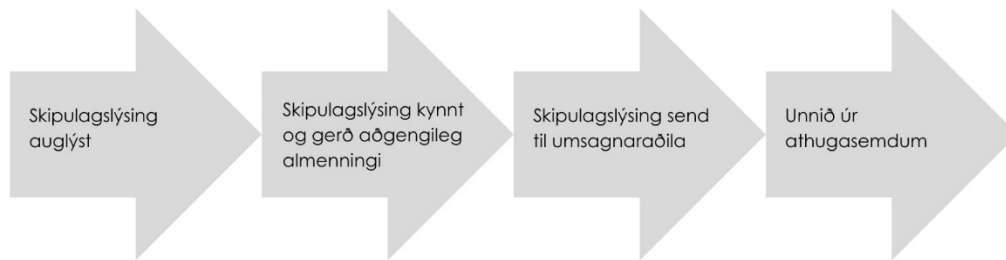 Skipulagslýsing
auglýst
Skipulagslýsing kynnt
og gerð aðgengileg
almenningi
Skipulagslýsing send
til umsagnaraðila
Unnið úr
athugasemdum